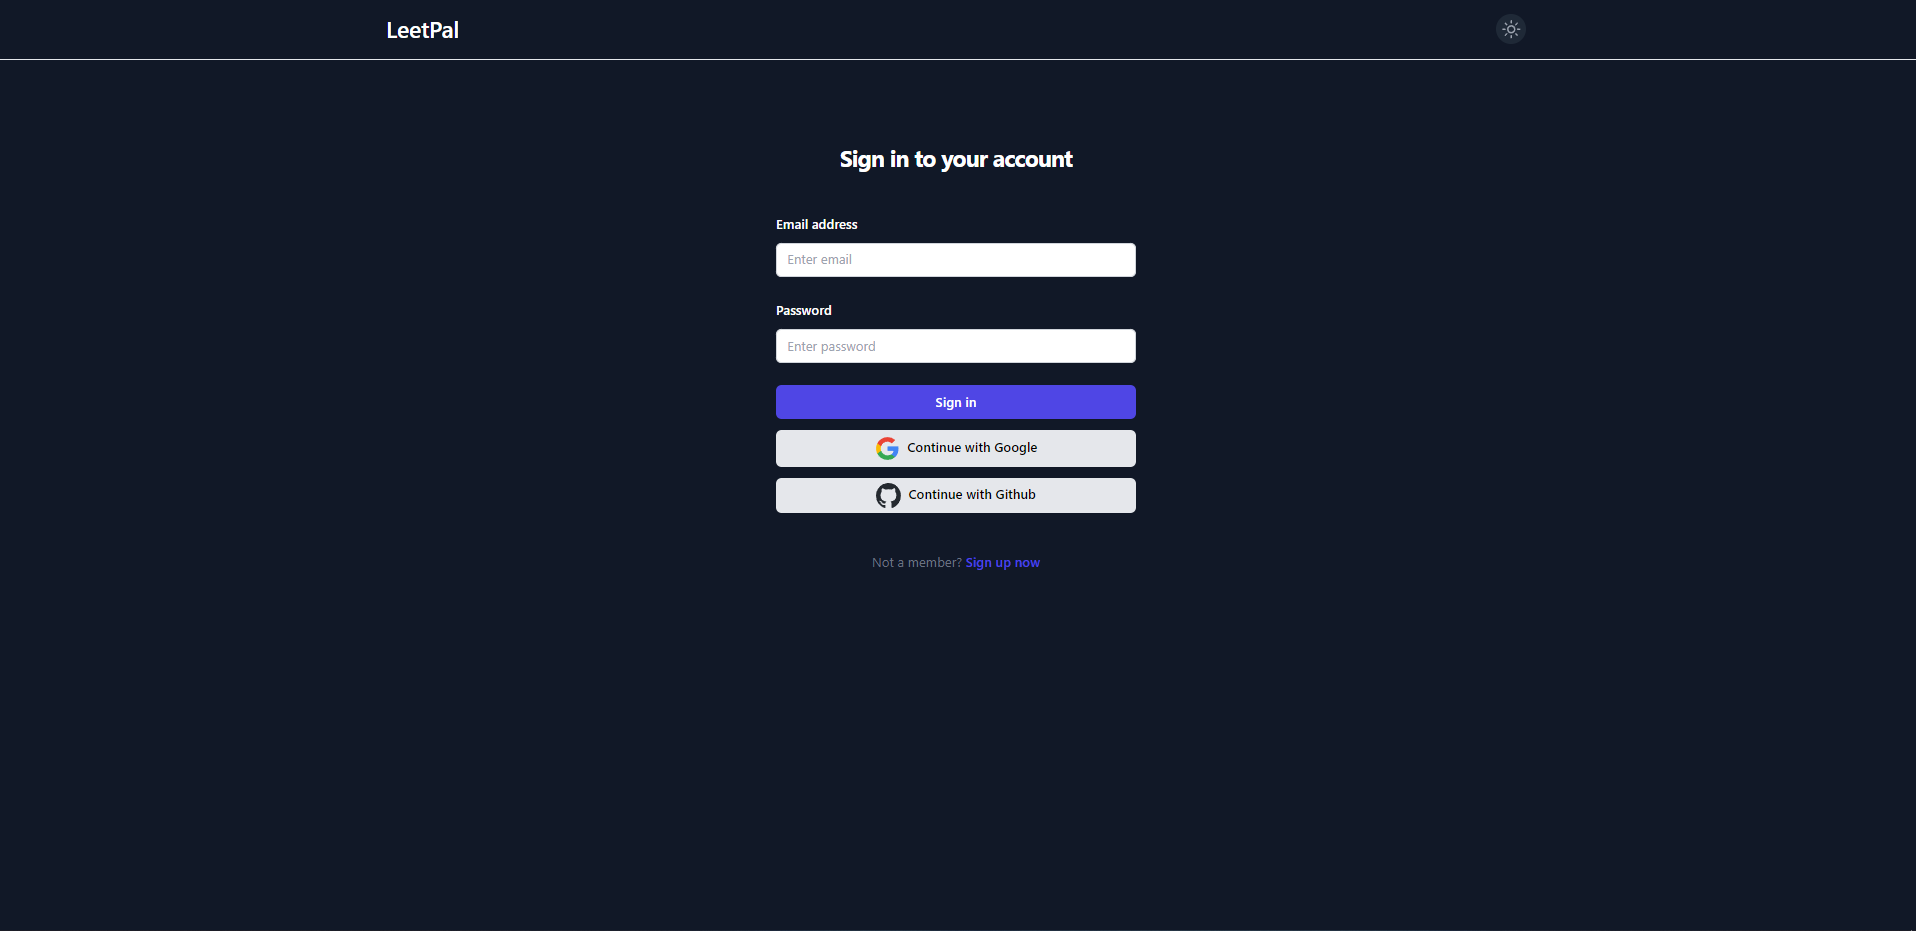 LeetPal
Sign in to your account
Email address
Enter email
Password
Enter password
Sign in
Continue with Google
Continue with Github
Not a member? Sign up now